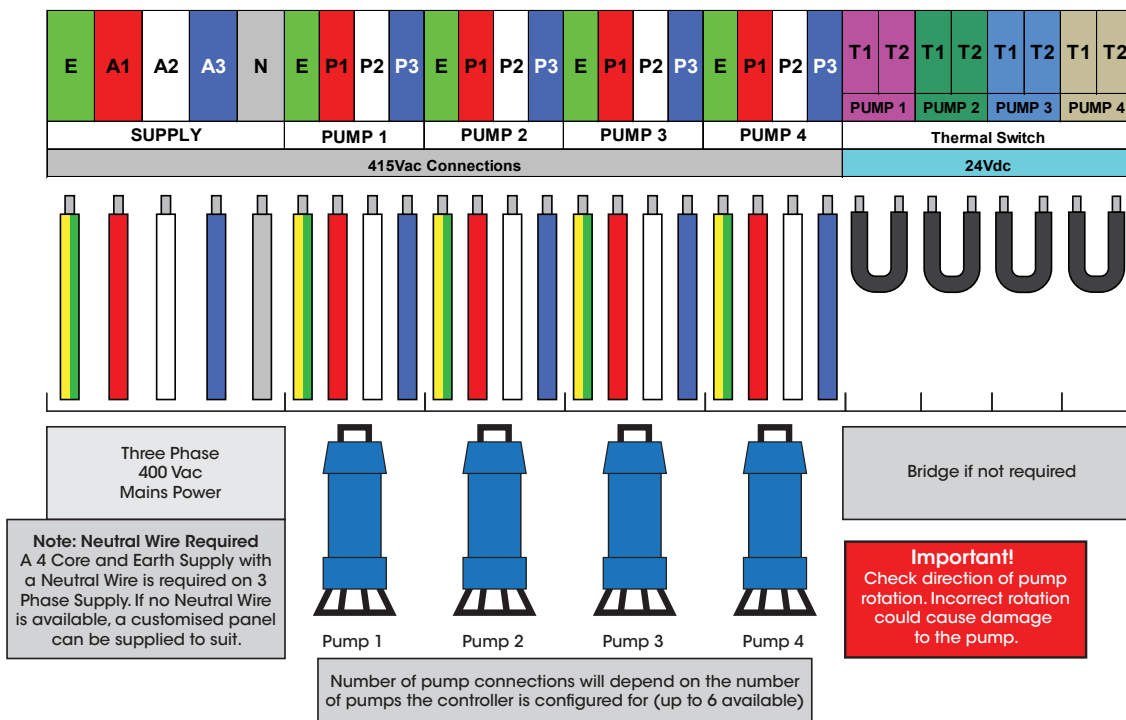 E A1 A2 A3 N E P1 P2 P3 E P1 P2 P3 E P1 P2 P3 E P1 P2 P3 T1 T2 T1 T2 T1 T2 T1 T2
PUMP 1 PUMP 2 PUMP 3 PUMP 4
SUPPLY PUMP 1 PUMP 2 PUMP 3 PUMP 4 Thermal Switch
415Vac Connections 24Vdc
Three Phase
400 Vac
Mains Power
Note: Neutral Wire Required
A 4 Core and Earth Supply with
a Neutral Wire is required on 3
Phase Supply. If no Neutral Wire
is available, a customised panel
can be supplied to suit.
Pump 1 Pump 2 Pump 3 Pump 4
Number of pump connections will depend on the number
of pumps the controller is configured for (up to 6 available)
Bridge if not required
Important!
Check direction of pump
rotation. Incorrect rotation
could cause damage
to the pump.